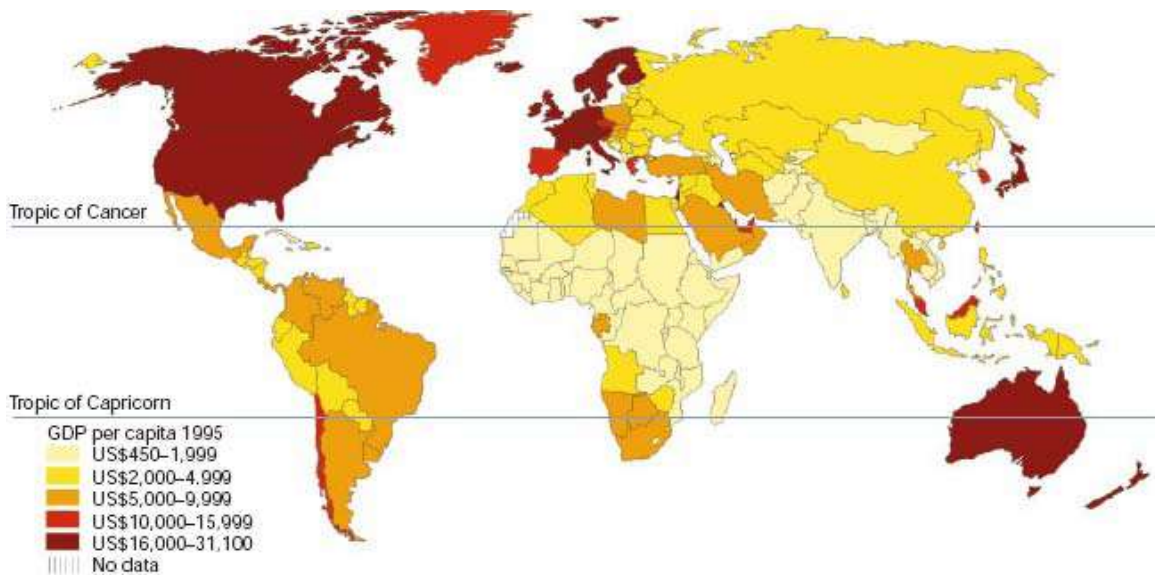 Tropic of Cancer
Tropic of Capricorn
GDP per capita 1995
US$450–1,999
US$2,000–4.999
US$5,000–9,999
US$10,000–15,999
US$16,000–31,100
No data